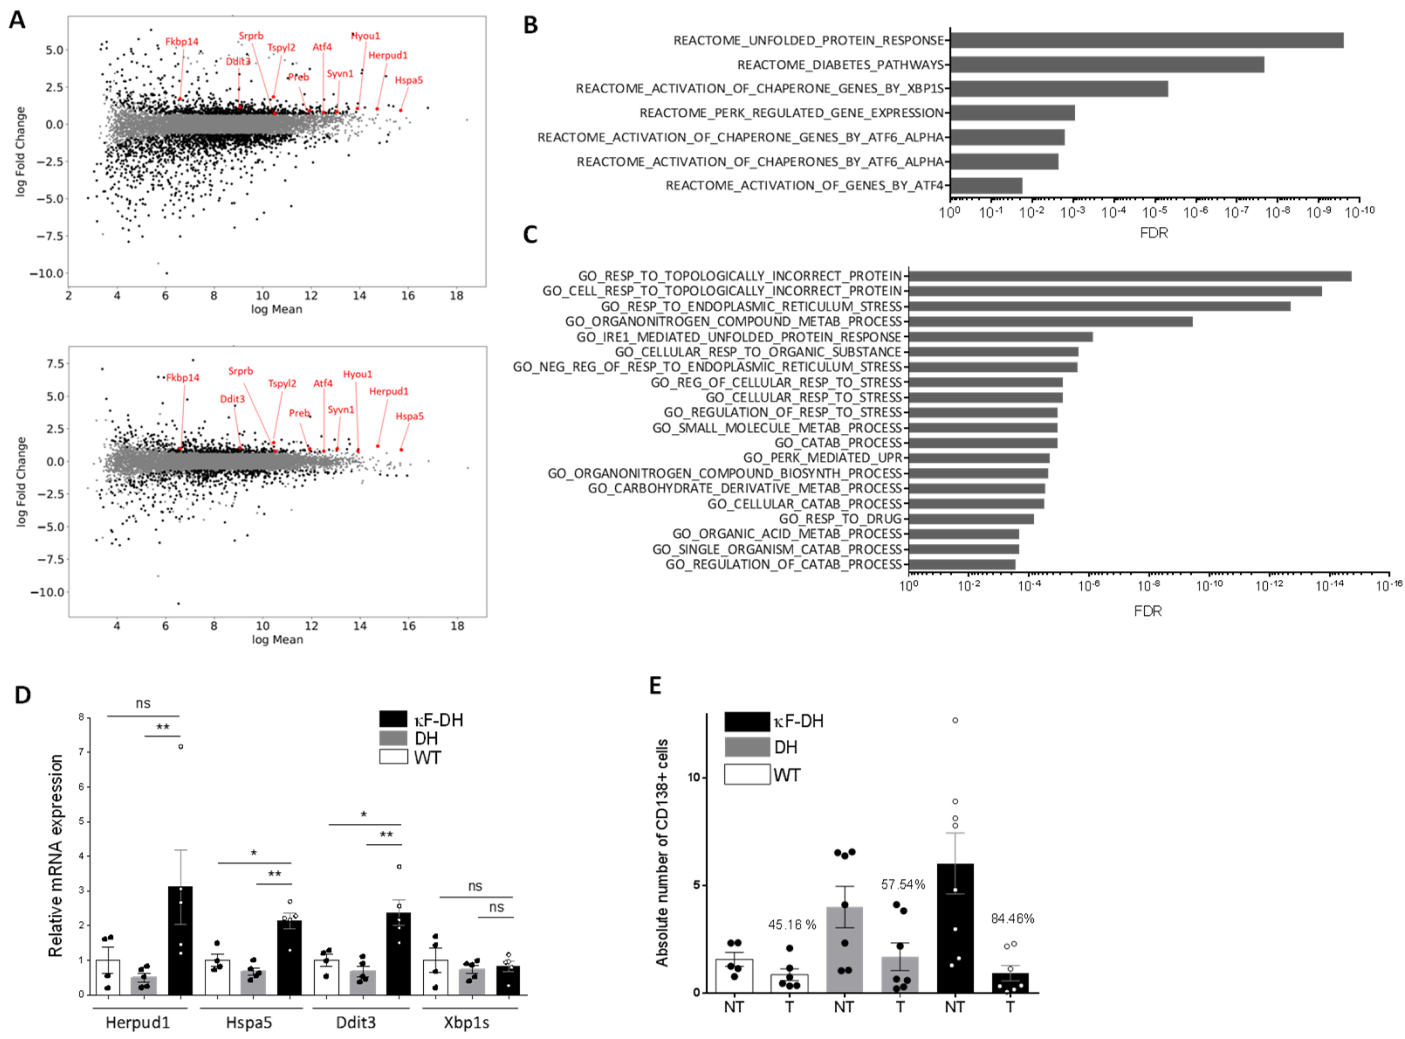 A
log Fold Change
5.0
2.5
0.0
−2.5
−5.0
−7.5
−10.0
Fkbp14
Srprb
Ddit3
Tspyl2
Preb
Atf4
Syvn1
Hyou1
Herpud1
Hspa5
2 4 6 8 10 12 14 16 18
log Mean
log Fold Change
7.5
5.0
2.5
0.0
−2.5
−5.0
−7.5
−10.0
Fkbp14
Srprb
Ddit3
Tspyl2
Preb
Atf4
Syvn1
Hyou1
Herpud1
Hspa5
4 6 8 10 12 14 16 18
log Mean
B
REACTOME_UNFOLDED_PROTEIN_RESPONSE
REACTOME_DIABETES_PATHWAYS
REACTOME_ACTIVATION_OF_CHAPERONE_GENES_BY_XBP1S
REACTOME_PERK_REGULATED_GENE_EXPRESSION
REACTOME_ACTIVATION_OF_CHAPERONE_GENES_BY_ATF6_ALPHA
REACTOME_ACTIVATION_OF_CHAPERONES_BY_ATF6_ALPHA
REACTOME_ACTIVATION_OF_GENES_BY_ATF4
10⁰ 10⁻¹ 10⁻² 10⁻³ 10⁻⁴ 10⁻⁵ 10⁻⁶ 10⁻⁷ 10⁻⁸ 10⁻⁹ 10⁻¹⁰
FDR
C
GO_RESP_TO_TOPOLOGICALLY_INCORRECT_PROTEIN
GO_CELL_RESP_TO_TOPOLOGICALLY_INCORRECT_PROTEIN
GO_RESP_TO_ENDOPLASMIC_RETICULUM_STRESS
GO_ORGANONITROGEN_COMPOUND_METAB_PROCESS
GO_IRE1_MEDIATED_UNFOLDED_PROTEIN_RESPONSE
GO_CELLULAR_RESP_TO_ORGANIC_SUBSTANCE
GO_NEG_REG_OF_RESP_TO_ENDOPLASMIC_RETICULUM_STRESS
GO_REG_OF_CELLULAR_RESP_TO_STRESS
GO_CELLULAR_RESP_TO_STRESS
GO_REGULATION_OF_RESP_TO_STRESS
GO_SMALL_MOLECULE_METAB_PROCESS
GO_CATAB_PROCESS
GO_PERK_MEDIATED_UPR
GO_ORGANONITROGEN_COMPOUND_BIOSYNTH_PROCESS
GO_CARBOHYDRATE_DERIVATIVE_METAB_PROCESS
GO_CELLULAR_CATAB_PROCESS
GO_RESP_TO_DRUG
GO_ORGANIC_ACID_METAB_PROCESS
GO_SINGLE_ORGANISM_CATAB_PROCESS
GO_REGULATION_OF_CATAB_PROCESS
10⁰ 10⁻² 10⁻⁴ 10⁻⁶ 10⁻⁸ 10⁻¹⁰ 10⁻¹² 10⁻¹⁴ 10⁻¹⁶
FDR
D
Relative mRNA expression
8
7
6
5
4
3
2
1
0
ns
**
*
**
*
**
ns
ns
κF-DH
DH
WT
Herpud1 Hspa5 Ddit3 Xbp1s
E
Absolute number of CD138+ cells
10
5
0
κF-DH
DH
WT
45.16 %
57.54%
84.46%
NT T NT T NT T